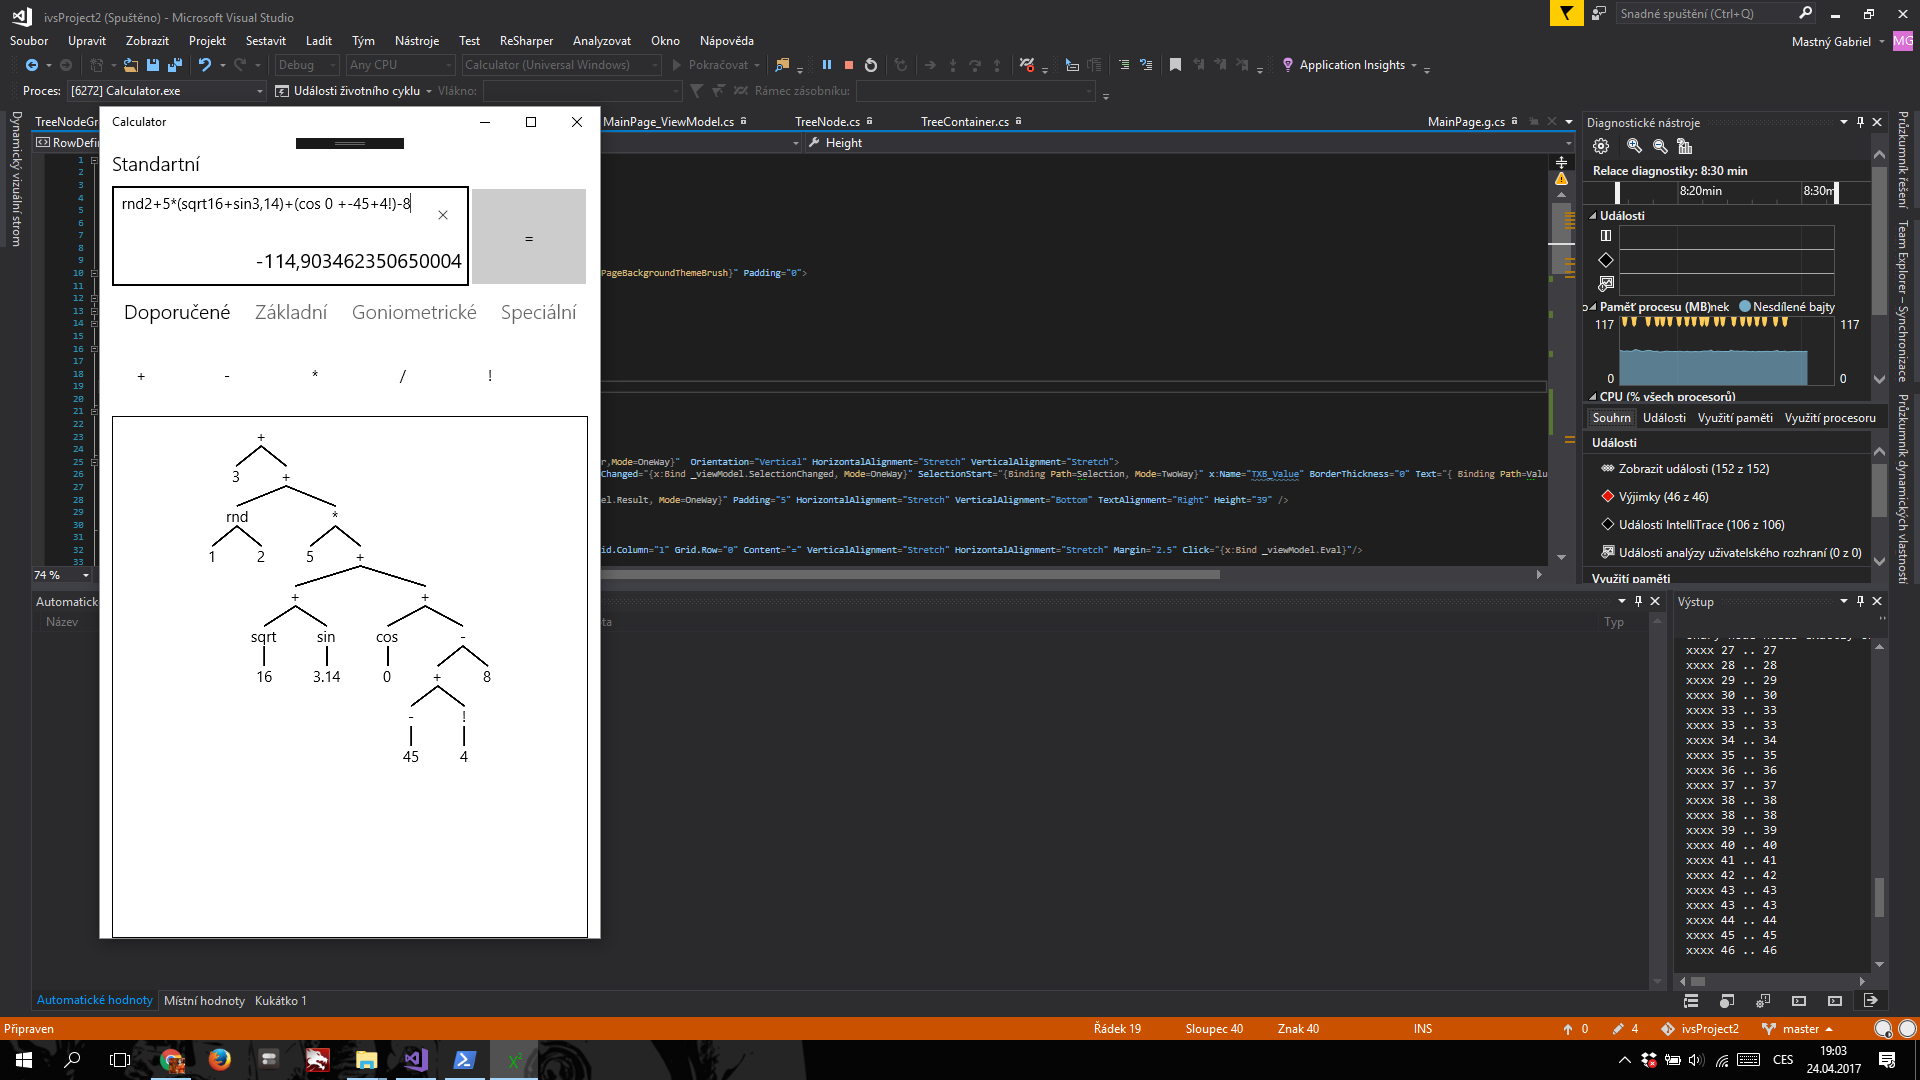 ivsProject2 (Spuštěno) - Microsoft Visual Studio
Snadné spuštění (Ctrl+Q)
Soubor Upravit Zobrazit Projekt Sestavit Ladit Tým Nástroje Test ReSharper Analyzovat Okno Nápověda
Mastný Gabriel MG
Debug Any CPU Calculator (Universal Windows) Pokračovat Application Insights
Proces: [6272] Calculator.exe Události životního cyklu Vlákno: Rámec zásobníku:
Dynamický vizuální strom
TreeNodeGr
MainPage_ViewModel.cs TreeNode.cs TreeContainer.cs MainPage.g.cs
RowDefi
Height
Calculator
Standartní
rnd2+5*(sqrt16+sin3,14)+(cos 0 +-45+4!)-8
-114,903462350650004
=
Doporučené Základní Goniometrické Speciální
+ - * / !
+
3 +
rnd *
1 2 5 +
+ +
sqrt sin cos -
16 3.14 0 + 8
- !
45 4
1
2
3
4
5
6
7
8
9
10
11
12
13
14
15
16
17
18
19
20
21
22
23
24
25
26
27
28
29
30
31
32
33
PageBackgroundThemeBrush}" Padding="0">
r,Mode=OneWay}" Orientation="Vertical" HorizontalAlignment="Stretch" VerticalAlignment="Stretch">
Changed="{x:Bind _viewModel.SelectionChanged, Mode=OneWay}" SelectionStart="{Binding Path=Selection, Mode=TwoWay}" x:Name="TXB_Value" BorderThickness="0" Text="{ Binding Path=Valu
el.Result, Mode=OneWay}" Padding="5" HorizontalAlignment="Stretch" VerticalAlignment="Bottom" TextAlignment="Right" Height="39" />
id.Column="1" Grid.Row="0" Content="=" VerticalAlignment="Stretch" HorizontalAlignment="Stretch" Margin="2.5" Click="{x:Bind _viewModel.Eval}"/>
74 %
Automatick
Název
ta
Typ
Automatické hodnoty Místní hodnoty Kukátko 1
Diagnostické nástroje
Relace diagnostiky: 8:30 min
8:20min 8:30m
Události
Paměť procesu (MB)nek Nesdílené bajty
117 117
0 0
CPU (% všech procesorů)
Souhrn Události Využití paměti Využití procesoru
Události
Zobrazit události (152 z 152)
Výjimky (46 z 46)
Události IntelliTrace (106 z 106)
Události analýzy uživatelského rozhraní (0 z 0)
Využití paměti
Průzkumník řešení
Team Explorer – Synchronizace
Průzkumník dynamických vlastností
Výstup
xxxx 27 .. 27
xxxx 28 .. 28
xxxx 29 .. 29
xxxx 30 .. 30
xxxx 33 .. 33
xxxx 33 .. 33
xxxx 34 .. 34
xxxx 35 .. 35
xxxx 36 .. 36
xxxx 37 .. 37
xxxx 38 .. 38
xxxx 38 .. 38
xxxx 39 .. 39
xxxx 40 .. 40
xxxx 41 .. 41
xxxx 42 .. 42
xxxx 43 .. 43
xxxx 43 .. 43
xxxx 44 .. 44
xxxx 45 .. 45
xxxx 46 .. 46
Připraven Řádek 19 Sloupec 40 Znak 40 INS 0 4 ivsProject2 master
CES
19:03
24.04.2017